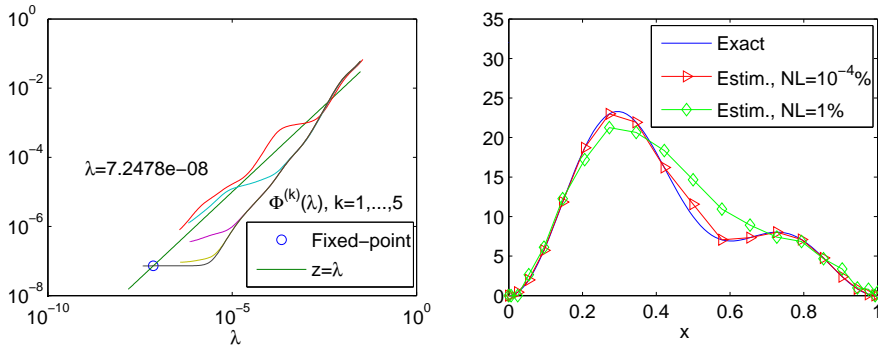 10^0
10^−2
10^−4
10^−6
10^−8
10^−10
10^−5
10^0
λ
λ=7.2478e−08
Φ^(k)(λ), k=1,...,5
Fixed−point
z=λ
35
30
25
20
15
10
5
0
0
0.2
0.4
0.6
0.8
1
x
Exact
Estim., NL=10^−4%
Estim., NL=1%